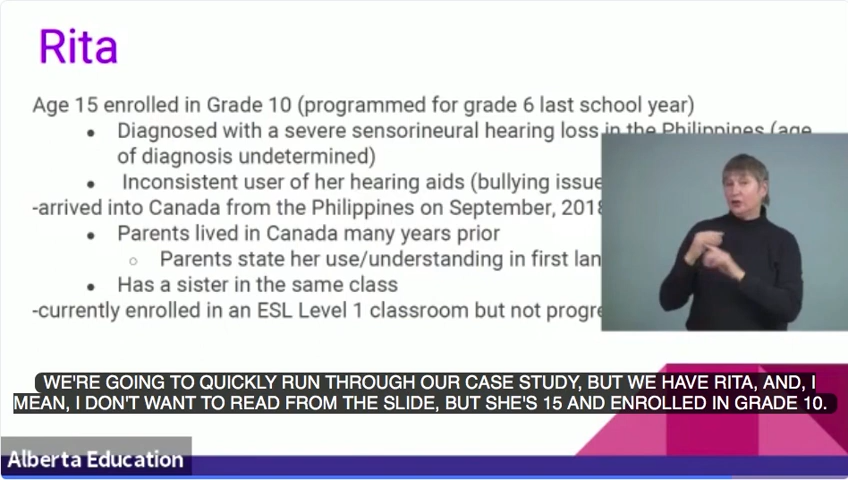 Rita
Age 15 enrolled in Grade 10 (programmed for grade 6 last school year)
● Diagnosed with a severe sensorineural hearing loss in the Philippines (age
of diagnosis undetermined)
● Inconsistent user of her hearing aids (bullying issue
-arrived into Canada from the Philippines on September, 2018
● Parents lived in Canada many years prior
○ Parents state her use/understanding in first lan
● Has a sister in the same class
-currently enrolled in an ESL Level 1 classroom but not progre
WE'RE GOING TO QUICKLY RUN THROUGH OUR CASE STUDY, BUT WE HAVE RITA, AND, I
MEAN, I DON'T WANT TO READ FROM THE SLIDE, BUT SHE'S 15 AND ENROLLED IN GRADE 10.
Alberta Education